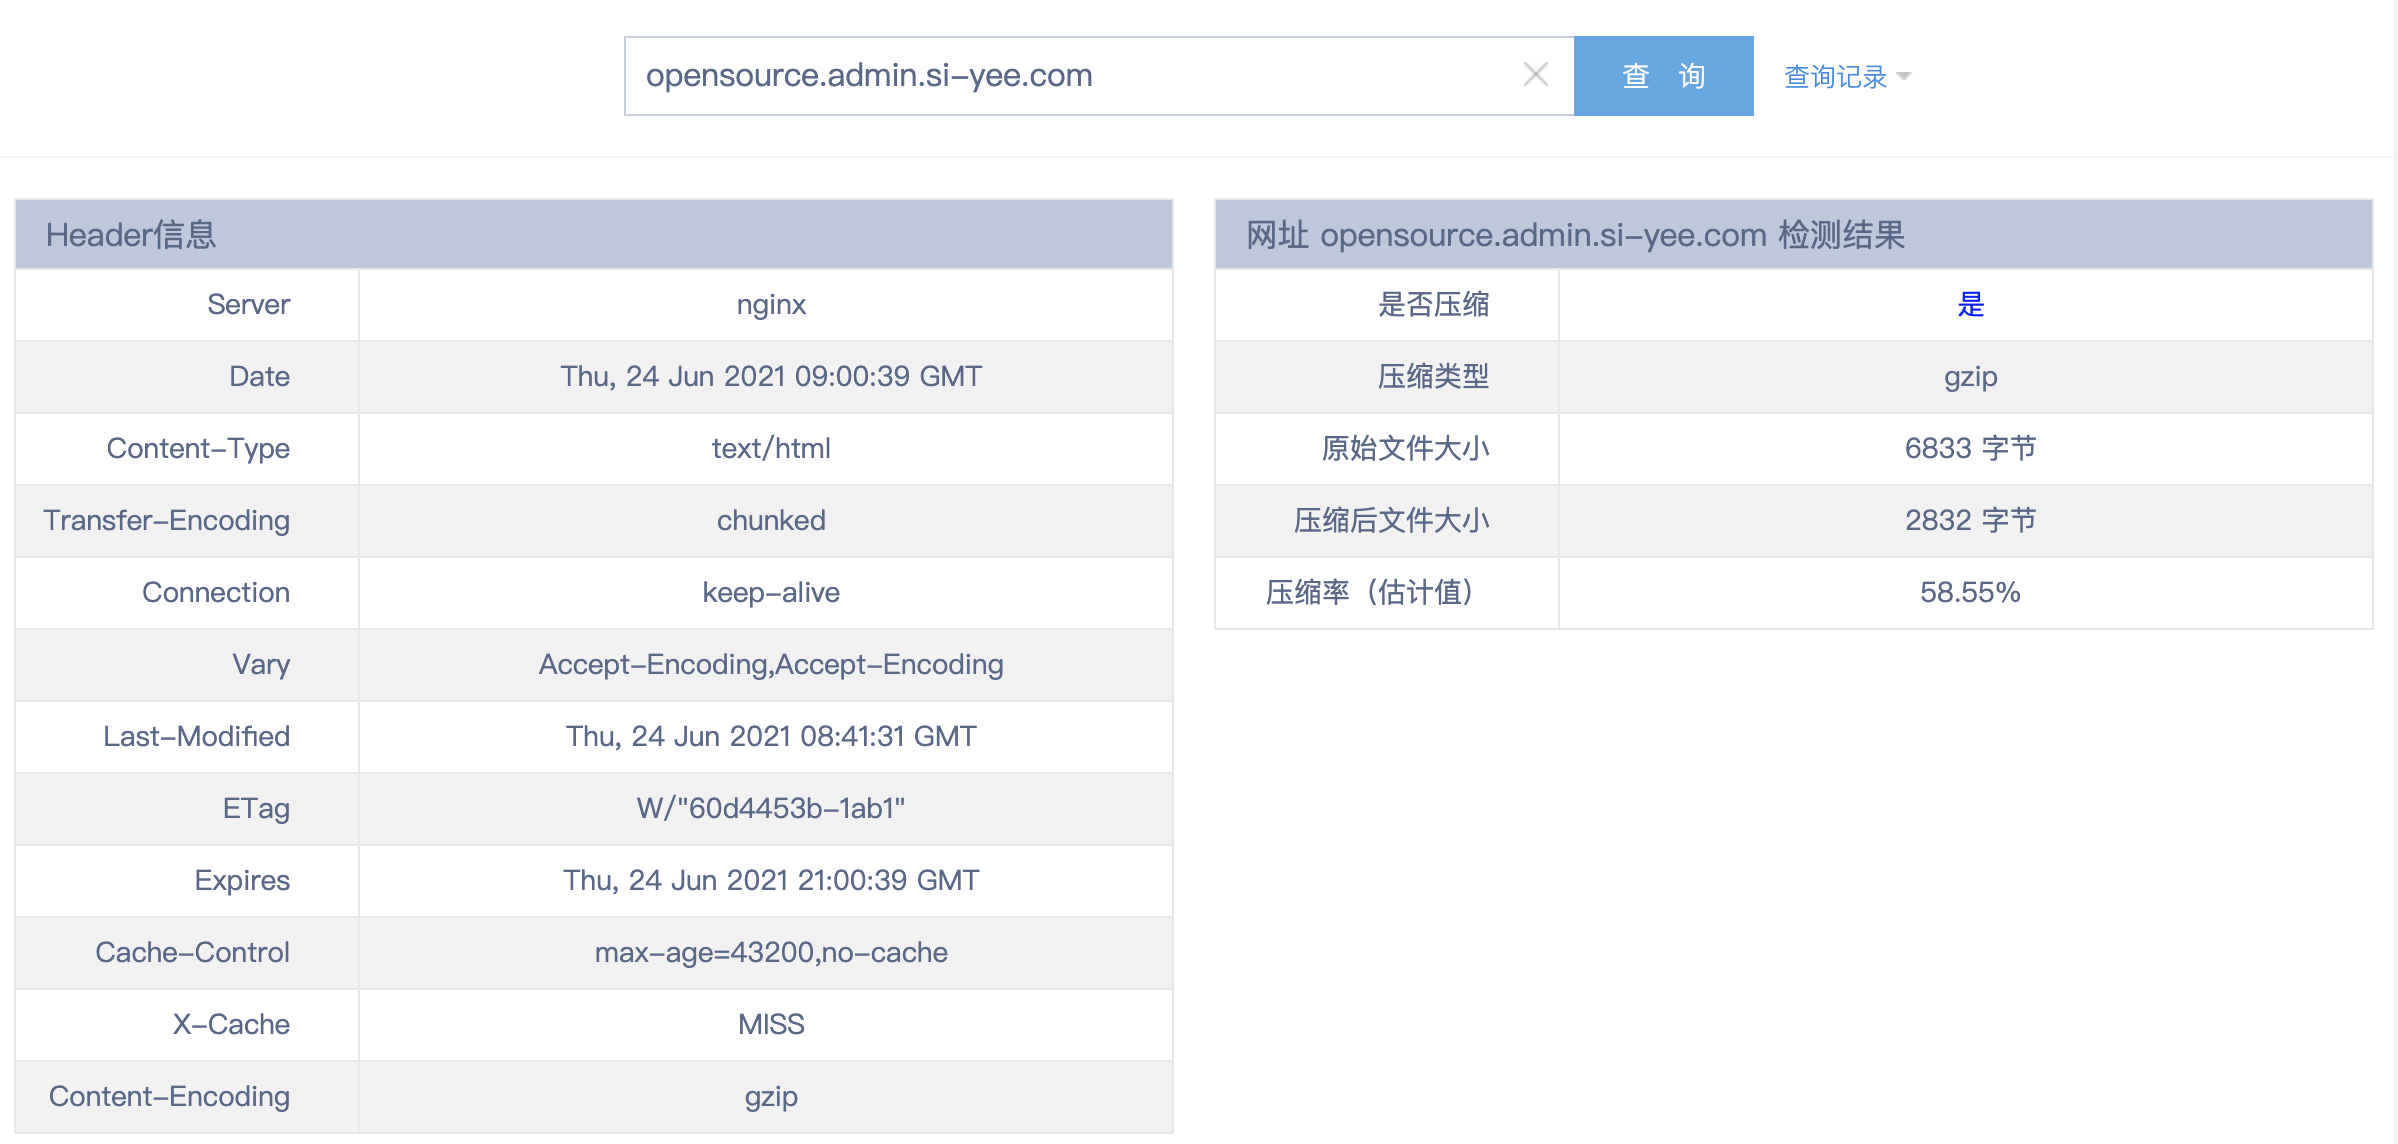 opensource.admin.si-yee.com
查 询
查询记录
Header信息
Server nginx
Date Thu, 24 Jun 2021 09:00:39 GMT
Content-Type text/html
Transfer-Encoding chunked
Connection keep-alive
Vary Accept-Encoding,Accept-Encoding
Last-Modified Thu, 24 Jun 2021 08:41:31 GMT
ETag W/"60d4453b-1ab1"
Expires Thu, 24 Jun 2021 21:00:39 GMT
Cache-Control max-age=43200,no-cache
X-Cache MISS
Content-Encoding gzip
网址 opensource.admin.si-yee.com 检测结果
是否压缩 是
压缩类型 gzip
原始文件大小 6833 字节
压缩后文件大小 2832 字节
压缩率（估计值） 58.55%